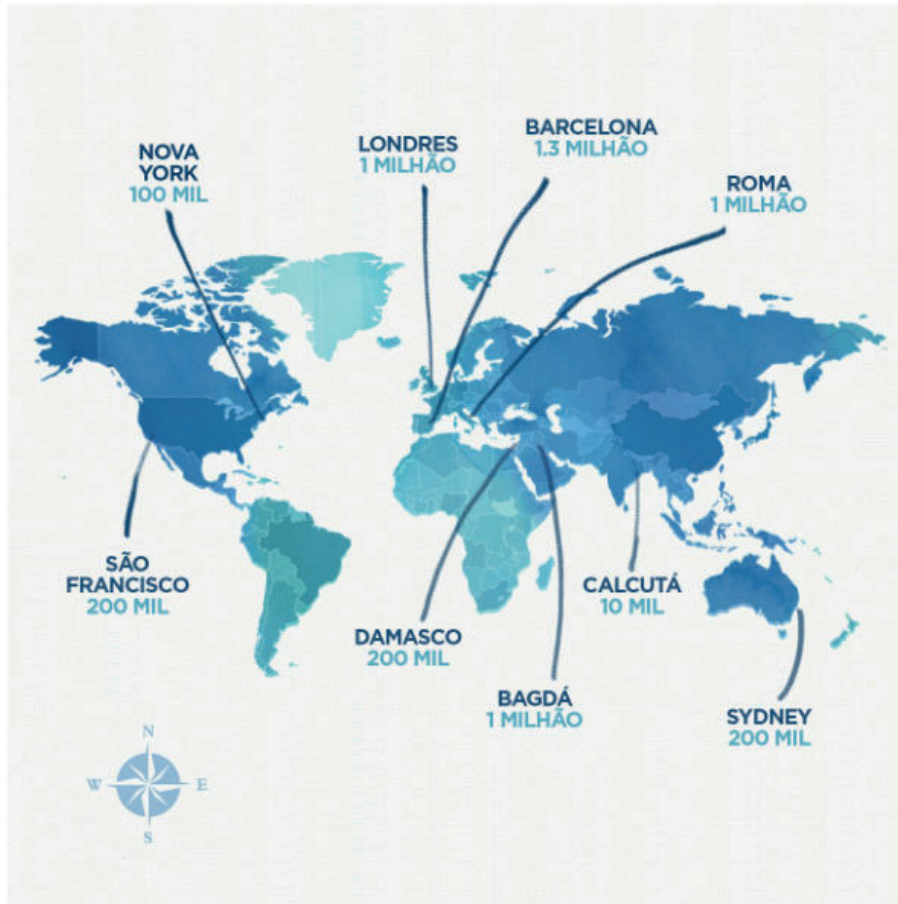 BARCELONA
1.3 MILHÃO
LONDRES
1 MILHÃO
NOVA
YORK
100 MIL
ROMA
1 MILHÃO
SÃO
FRANCISCO
200 MIL
CALCUTÁ
10 MIL
DAMASCO
200 MIL
BAGDÁ
1 MILHÃO
SYDNEY
200 MIL
N
W E
S